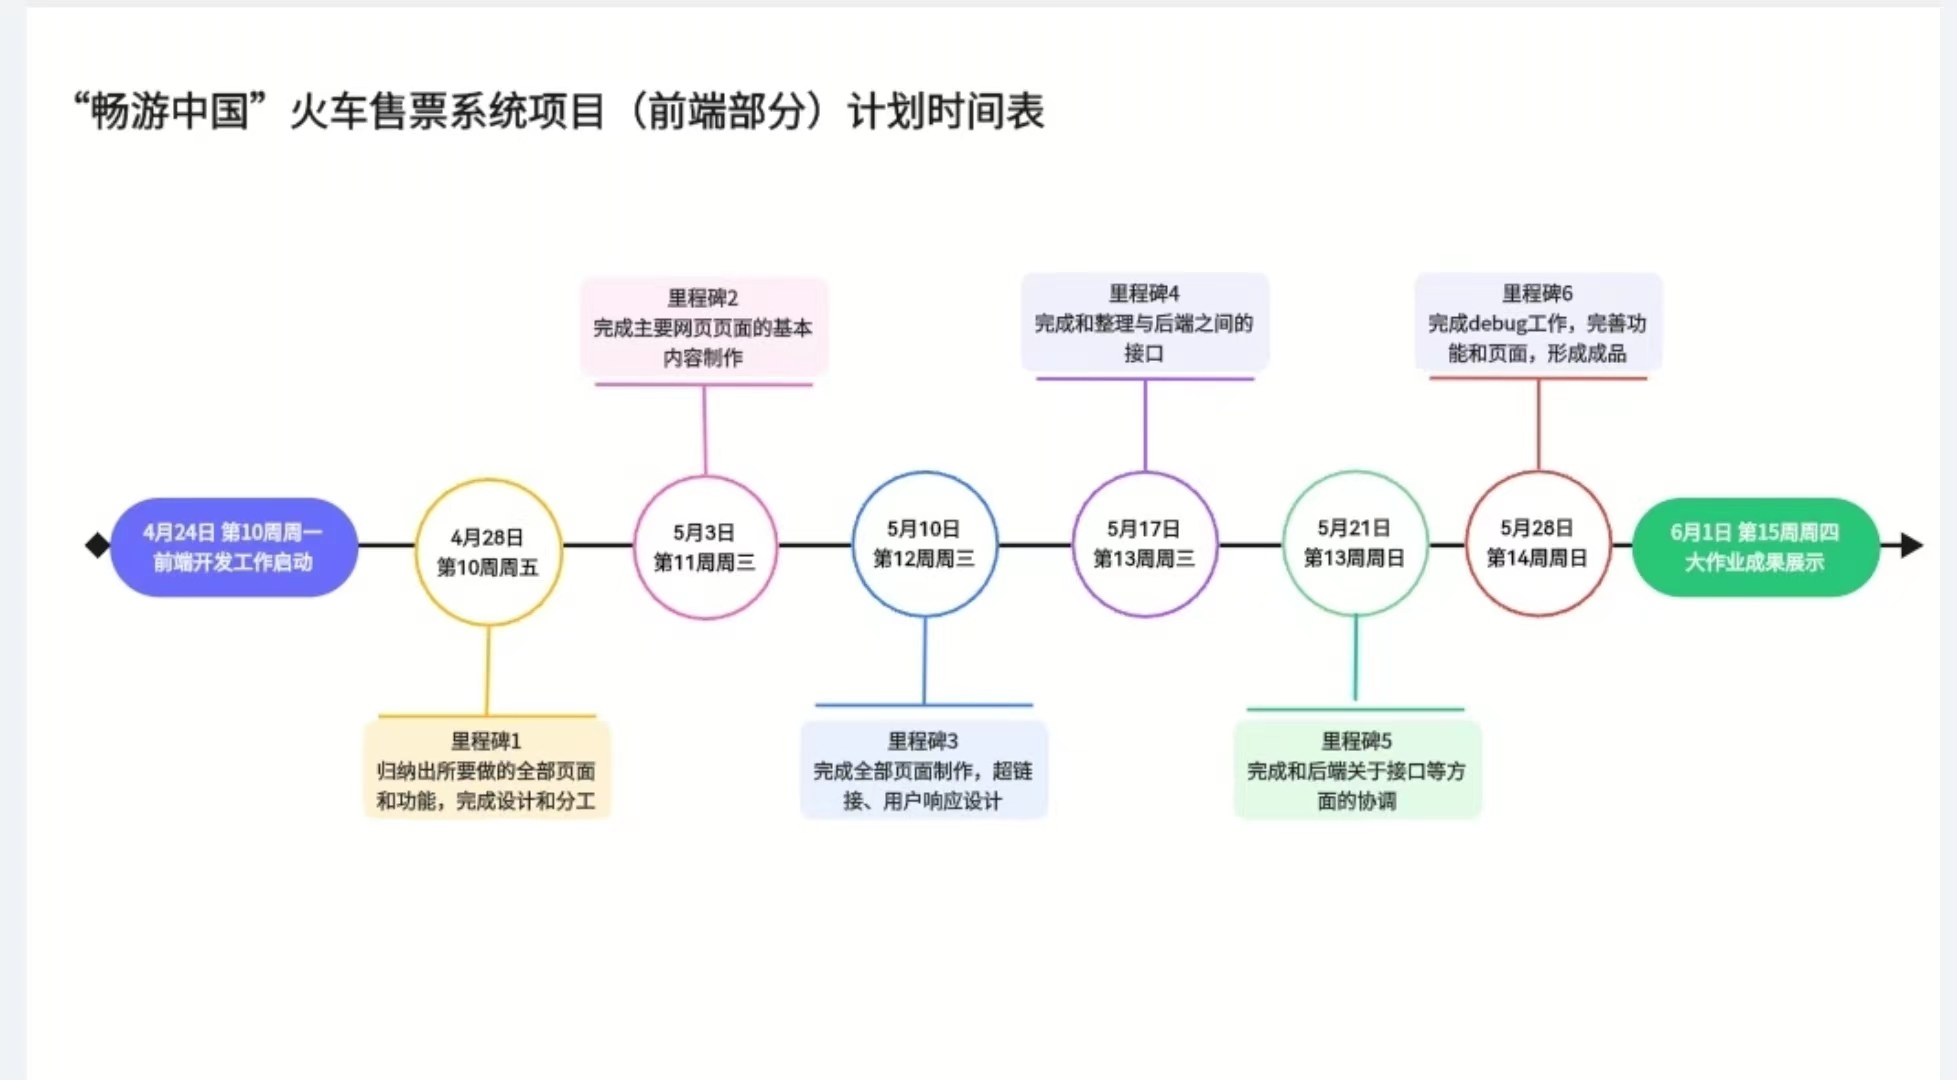 “畅游中国”火车售票系统项目（前端部分）计划时间表
里程碑2
完成主要网页页面的基本
内容制作
里程碑4
完成和整理与后端之间的
接口
里程碑6
完成debug工作，完善功
能和页面，形成成品
4月24日 第10周周一
前端开发工作启动
4月28日
第10周周五
5月3日
第11周周三
5月10日
第12周周三
5月17日
第13周周三
5月21日
第13周周日
5月28日
第14周周日
6月1日 第15周周四
大作业成果展示
里程碑1
归纳出所要做的全部页面
和功能，完成设计和分工
里程碑3
完成全部页面制作，超链
接、用户响应设计
里程碑5
完成和后端关于接口等方
面的协调